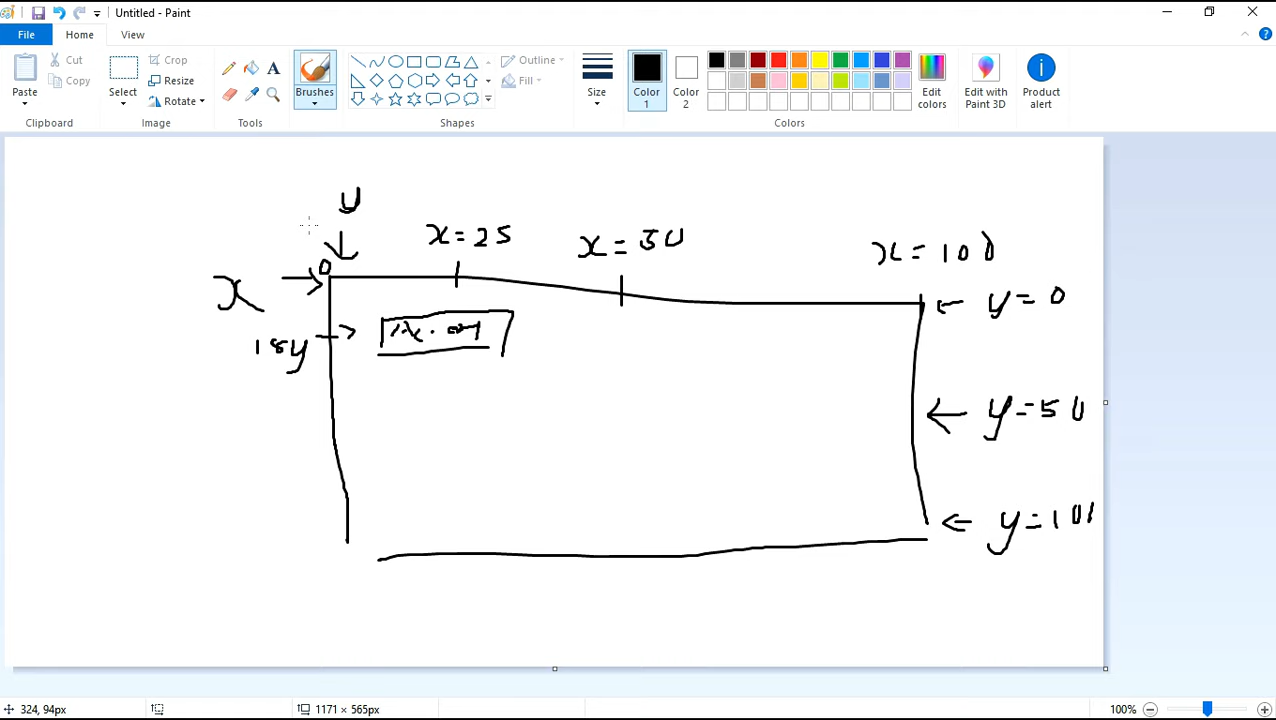 Untitled - Paint
File
Home
View
Paste
Cut
Copy
Clipboard
Select
Crop
Resize
Rotate
Image
A
Tools
Brushes
Outline
Fill
Shapes
Size
Color
1
Color
2
Edit
colors
Colors
Edit with
Paint 3D
Product
alert
y
x = 25
x = 50
x = 100
0
x
y = 0
18y
y = 50
y = 100
324, 94px
1171 × 565px
100%